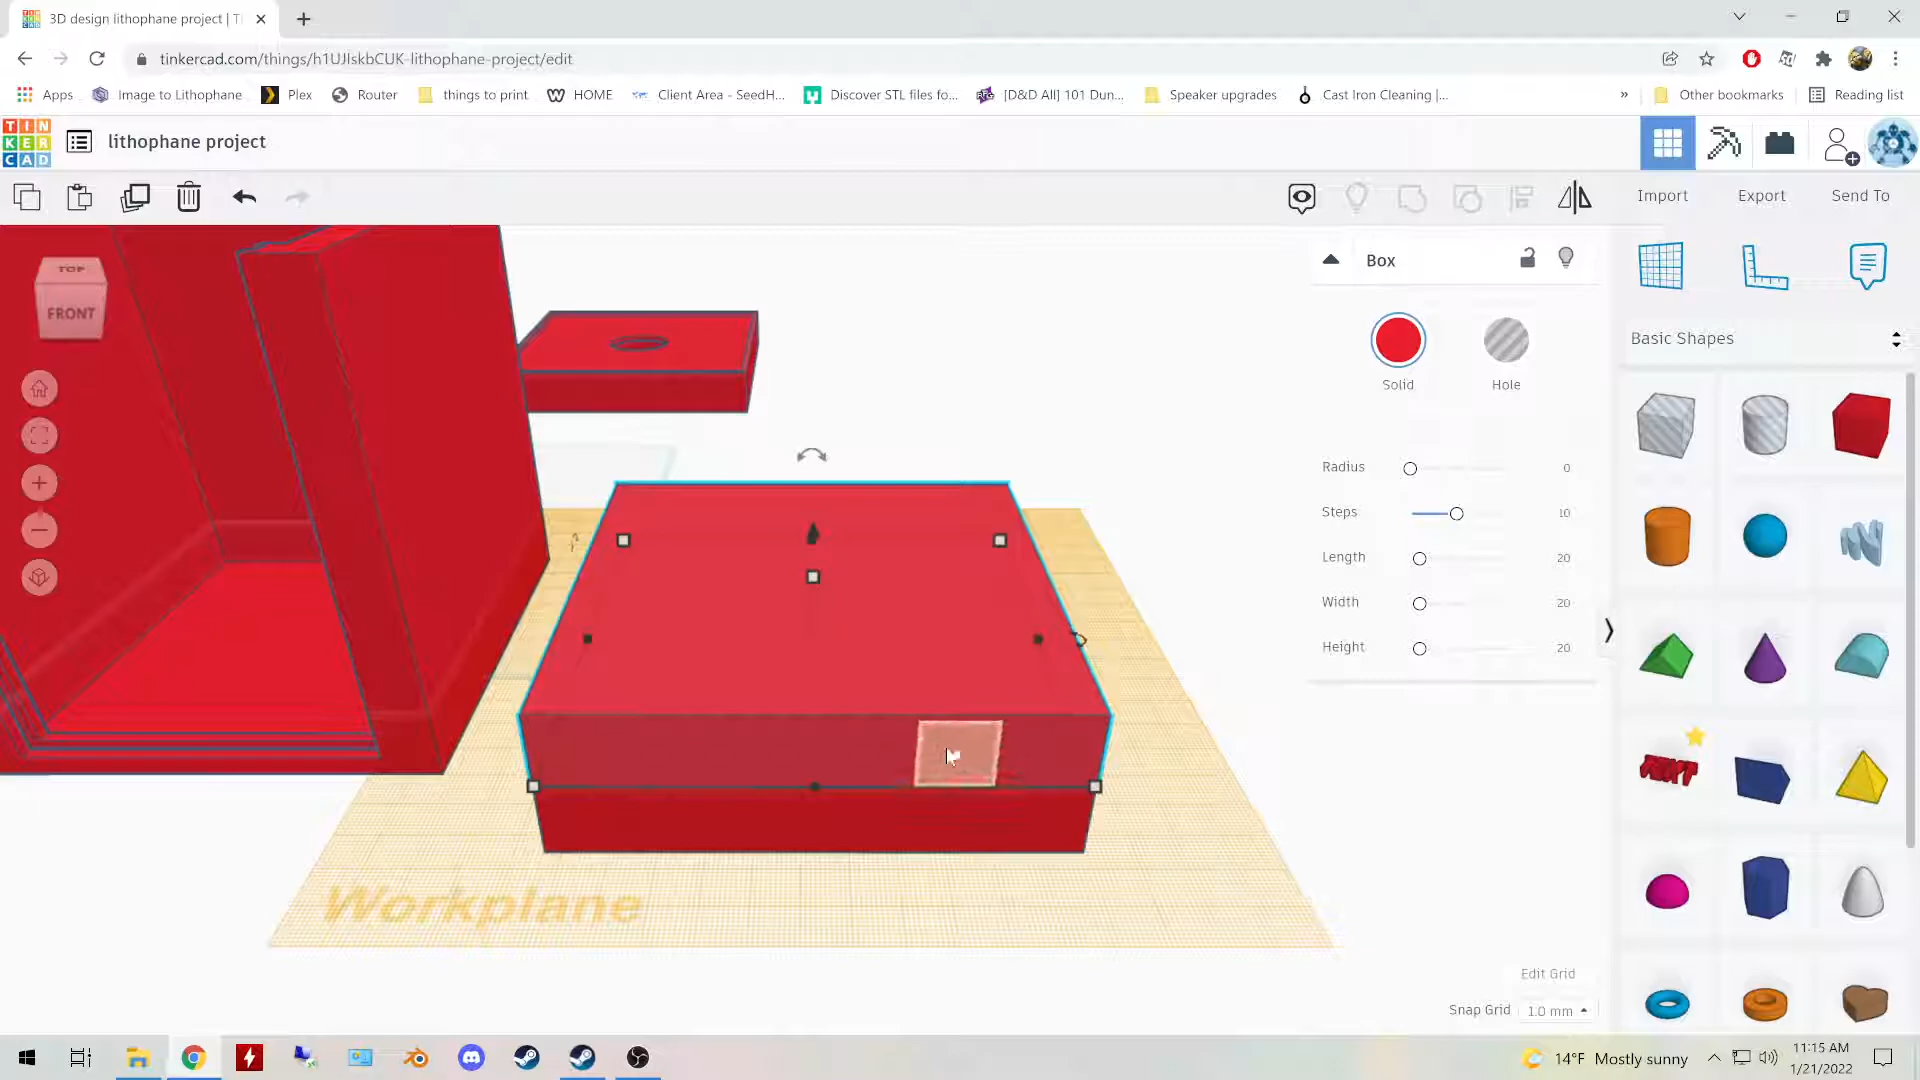 3D design lithophane project | Ti
tinkercad.com/things/h1UJIskbCUK-lithophane-project/edit
Apps
Image to Lithophane
Plex
Router
things to print
HOME
Client Area - SeedH...
Discover STL files fo...
[D&D All] 101 Dun...
Speaker upgrades
Cast Iron Cleaning |...
»
Other bookmarks
Reading list
TIN
KER
CAD
lithophane project
Import
Export
Send To
TOP
FRONT
Box
Solid
Hole
Radius 0
Steps 10
Length 20
Width 20
Height 20
Basic Shapes
TEXT
Workplane
Edit Grid
Snap Grid 1.0 mm
14°F Mostly sunny
11:15 AM
1/21/2022